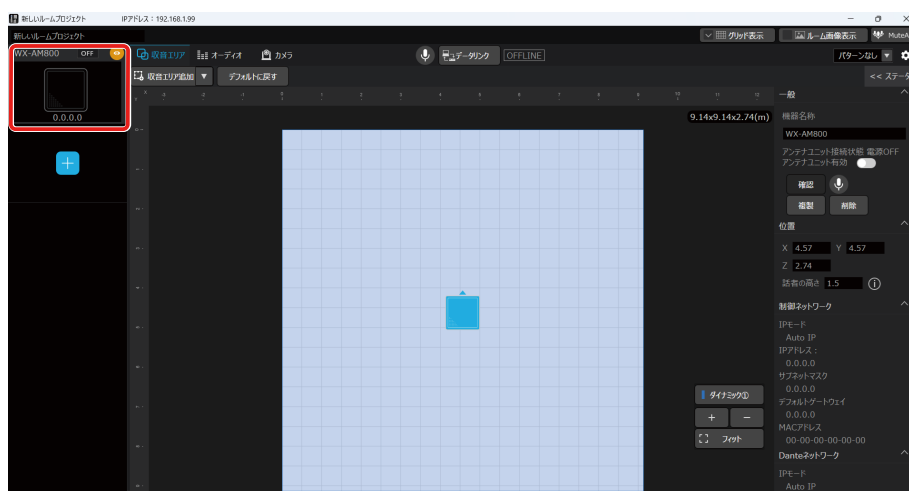 新しいルームプロジェクト IPアドレス：192.168.1.99
新しいルームプロジェクト
グリッド表示 ルーム画像表示 MuteA
WX-AM800 OFF
0.0.0.0
収音エリア オーディオ カメラ
データリンク OFFLINE
パターンなし
収音エリア追加 デフォルトに戻す
<< ステータ
9.14x9.14x2.74(m)
一般
機器名称
WX-AM800
アンテナユニット接続状態 電源OFF
アンテナユニット有効
確認
複製 削除
位置
X 4.57 Y 4.57
Z 2.74
話者の高さ 1.5
制御ネットワーク
IPモード
Auto IP
IPアドレス：
0.0.0.0
サブネットマスク
0.0.0.0
デフォルトゲートウェイ
0.0.0.0
MACアドレス
00-00-00-00-00-00
Danteネットワーク
IPモード
Auto IP
ダイナミック①
+ −
フィット